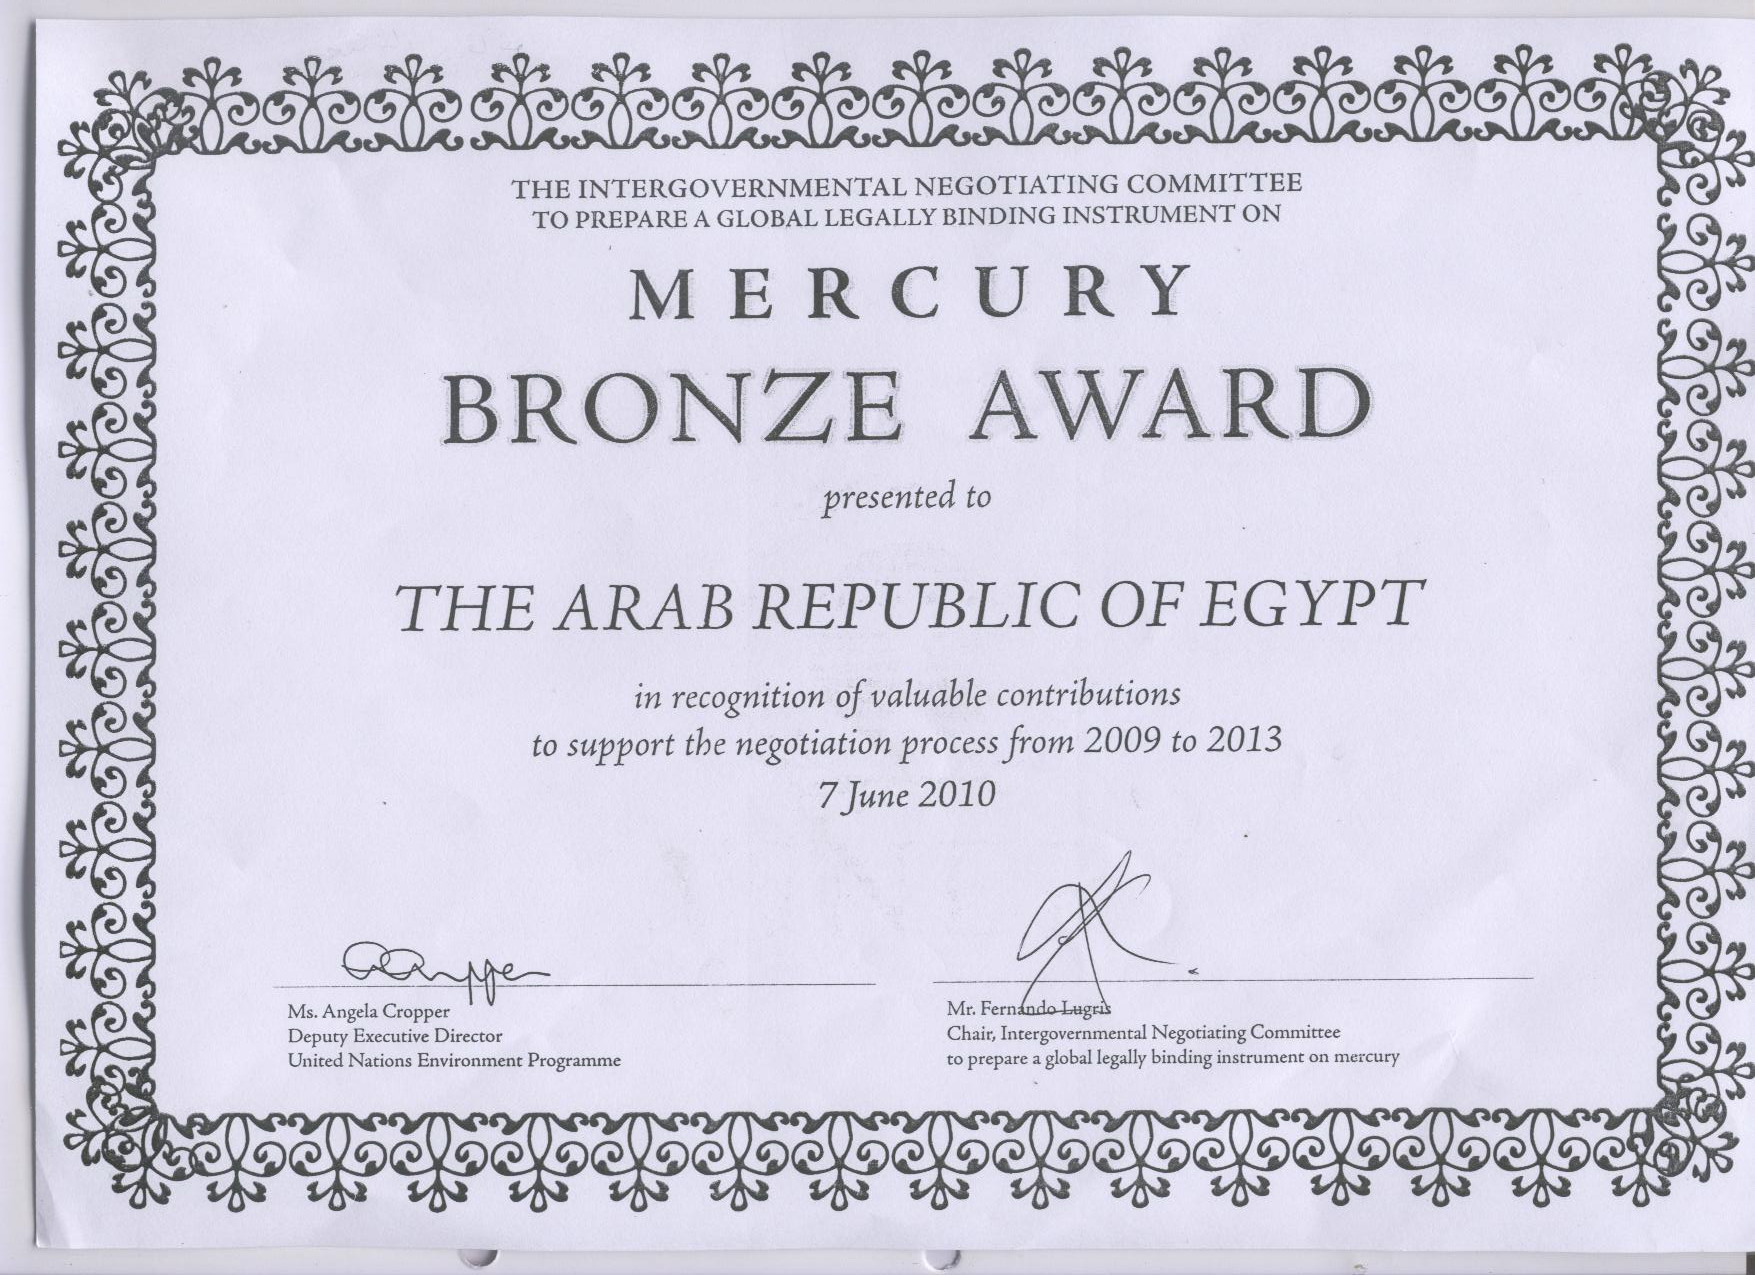 THE INTERGOVERNMENTAL NEGOTIATING COMMITTEE
TO PREPARE A GLOBAL LEGALLY BINDING INSTRUMENT ON
MERCURY
BRONZE AWARD
presented to
THE ARAB REPUBLIC OF EGYPT
in recognition of valuable contributions
to support the negotiation process from 2009 to 2013
7 June 2010
Ms. Angela Cropper
Deputy Executive Director
United Nations Environment Programme
Mr. Fernando Lugris
Chair, Intergovernmental Negotiating Committee
to prepare a global legally binding instrument on mercury